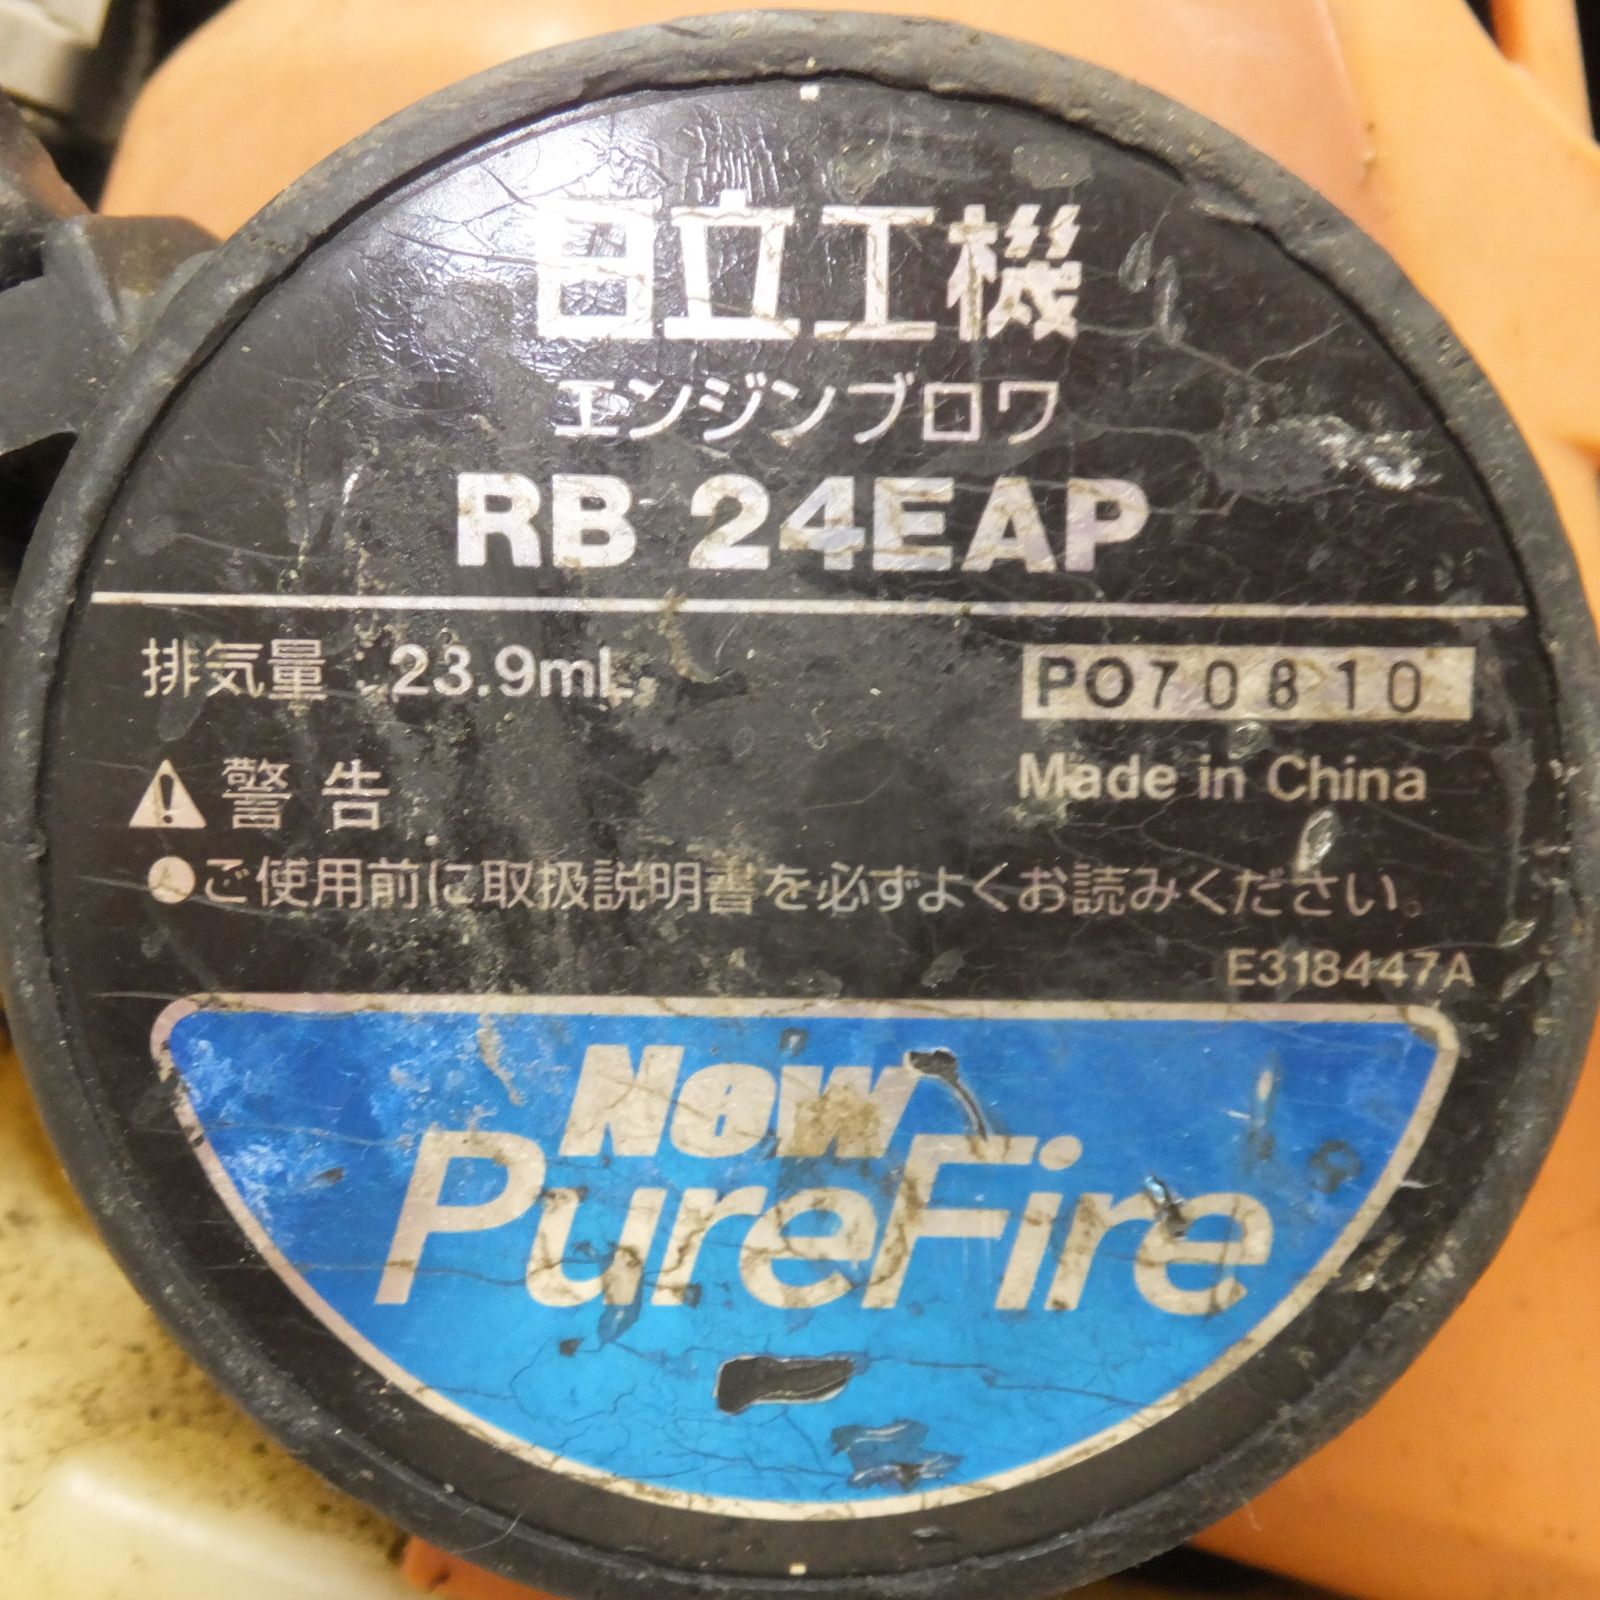 日立工機
エンジンブロワ
RB 24EAP
排気量：23.9mL
PO70810
Made in China
警告
●ご使用前に取扱説明書を必ずよくお読みください。
E318447A
New
PureFire